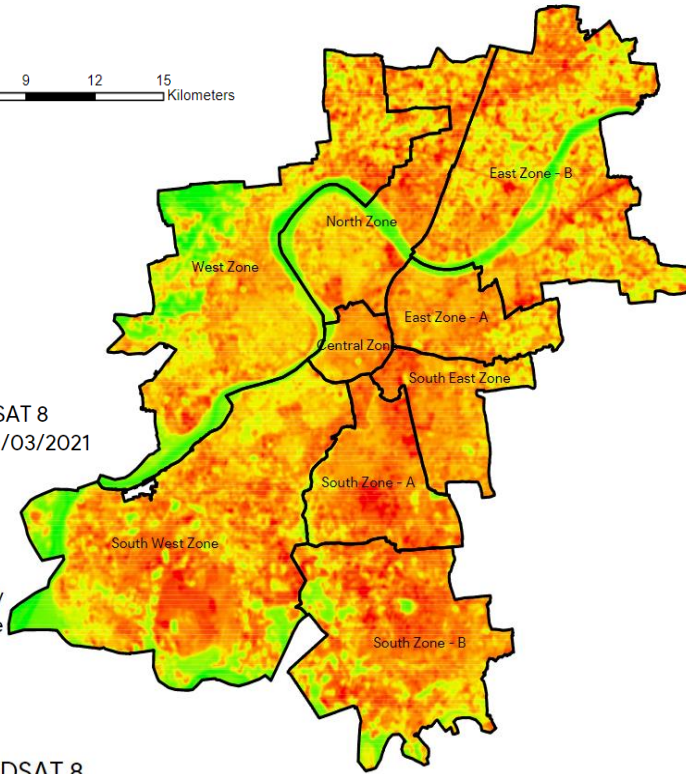 9 12 15
Kilometers
East Zone - B
North Zone
West Zone
East Zone - A
Central Zone
South East Zone
SAT 8
/03/2021
South Zone - A
South West Zone
South Zone - B
DSAT 8